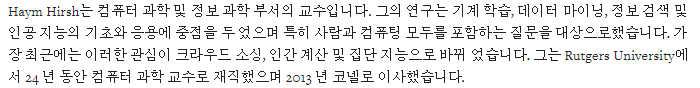 Haym Hirsh는 컴퓨터 과학 및 정보 과학 부서의 교수입니다. 그의 연구는 기계 학습, 데이터 마이닝, 정보 검색 및
인공 지능의 기초와 응용에 중점을 두 었으며 특히 사람과 컴퓨팅 모두를 포함하는 질문을 대상으로했습니다. 가
장 최근에는 이러한 관심이 크라우드 소싱, 인간 계산 및 집단 지능으로 바뀌 었습니다. 그는 Rutgers University에
서 24 년 동안 컴퓨터 과학 교수로 재직했으며 2013 년 코넬로 이사했습니다.